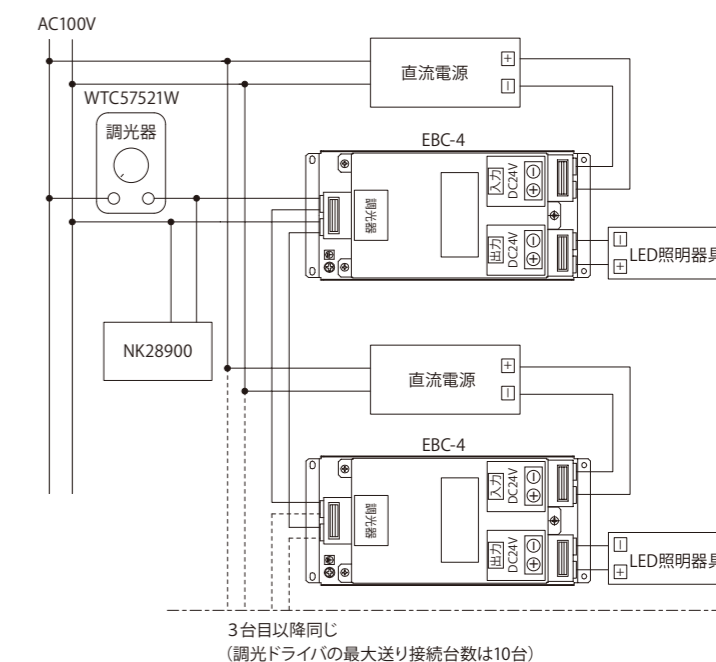 AC100V
WTC57521W
調光器
NK28900
直流電源
+
−
EBC-4
調光器
入力
DC24V
−
+
出力
DC24V
−
+
−
+
LED照明器具
直流電源
+
−
EBC-4
調光器
入力
DC24V
−
+
出力
DC24V
−
+
−
+
LED照明器具
3台目以降同じ
（調光ドライバの最大送り接続台数は10台）